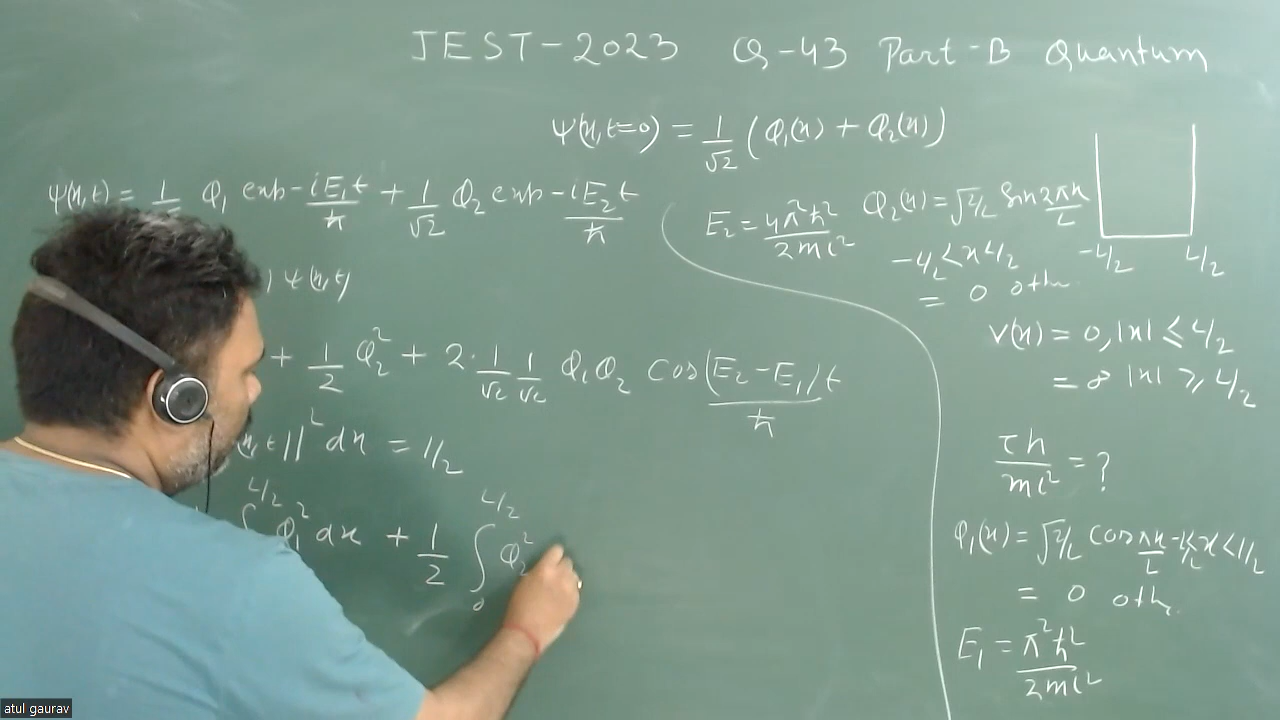 JEST-2023 Q-43 Part-B Quantum
ψ(x,t=0) = 1/√2 (φ₁(x) + φ₂(x))
ψ(x,t) = 1/ φ₁ exp -iE₁t/ħ + 1/√2 φ₂ exp -iE₂t/ħ
E₂ = 4π²ħ²/2mL²
φ₂(x) = √2/L Sin 2πx/L
-L/2 < x < L/2
= 0 oth.
-L/2 L/2
) ψ(x,t)
V(x) = 0, |x| ≤ L/2
= ∞ |x| ≥ L/2
+ 1/2 φ₂² + 2·1/√2 1/√2 φ₁φ₂ Cos (E₂-E₁)t/ħ
(x,t)|² dx = 1/2
τh/mL² = ?
∫ L/2 φ₁² dx + 1/2 ∫₀ L/2 φ₂²
φ₁(x) = √2/L Cos πx/L -L/2<x<L/2
= 0 oth.
E₁ = π²ħ²/2mL²
atul gaurav